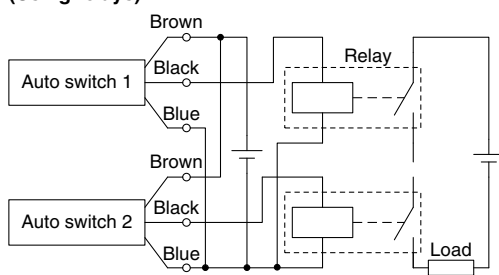 (Using relays)
Brown
Relay
Black
Auto switch 1
Blue
Brown
Black
Auto switch 2
Blue
Load